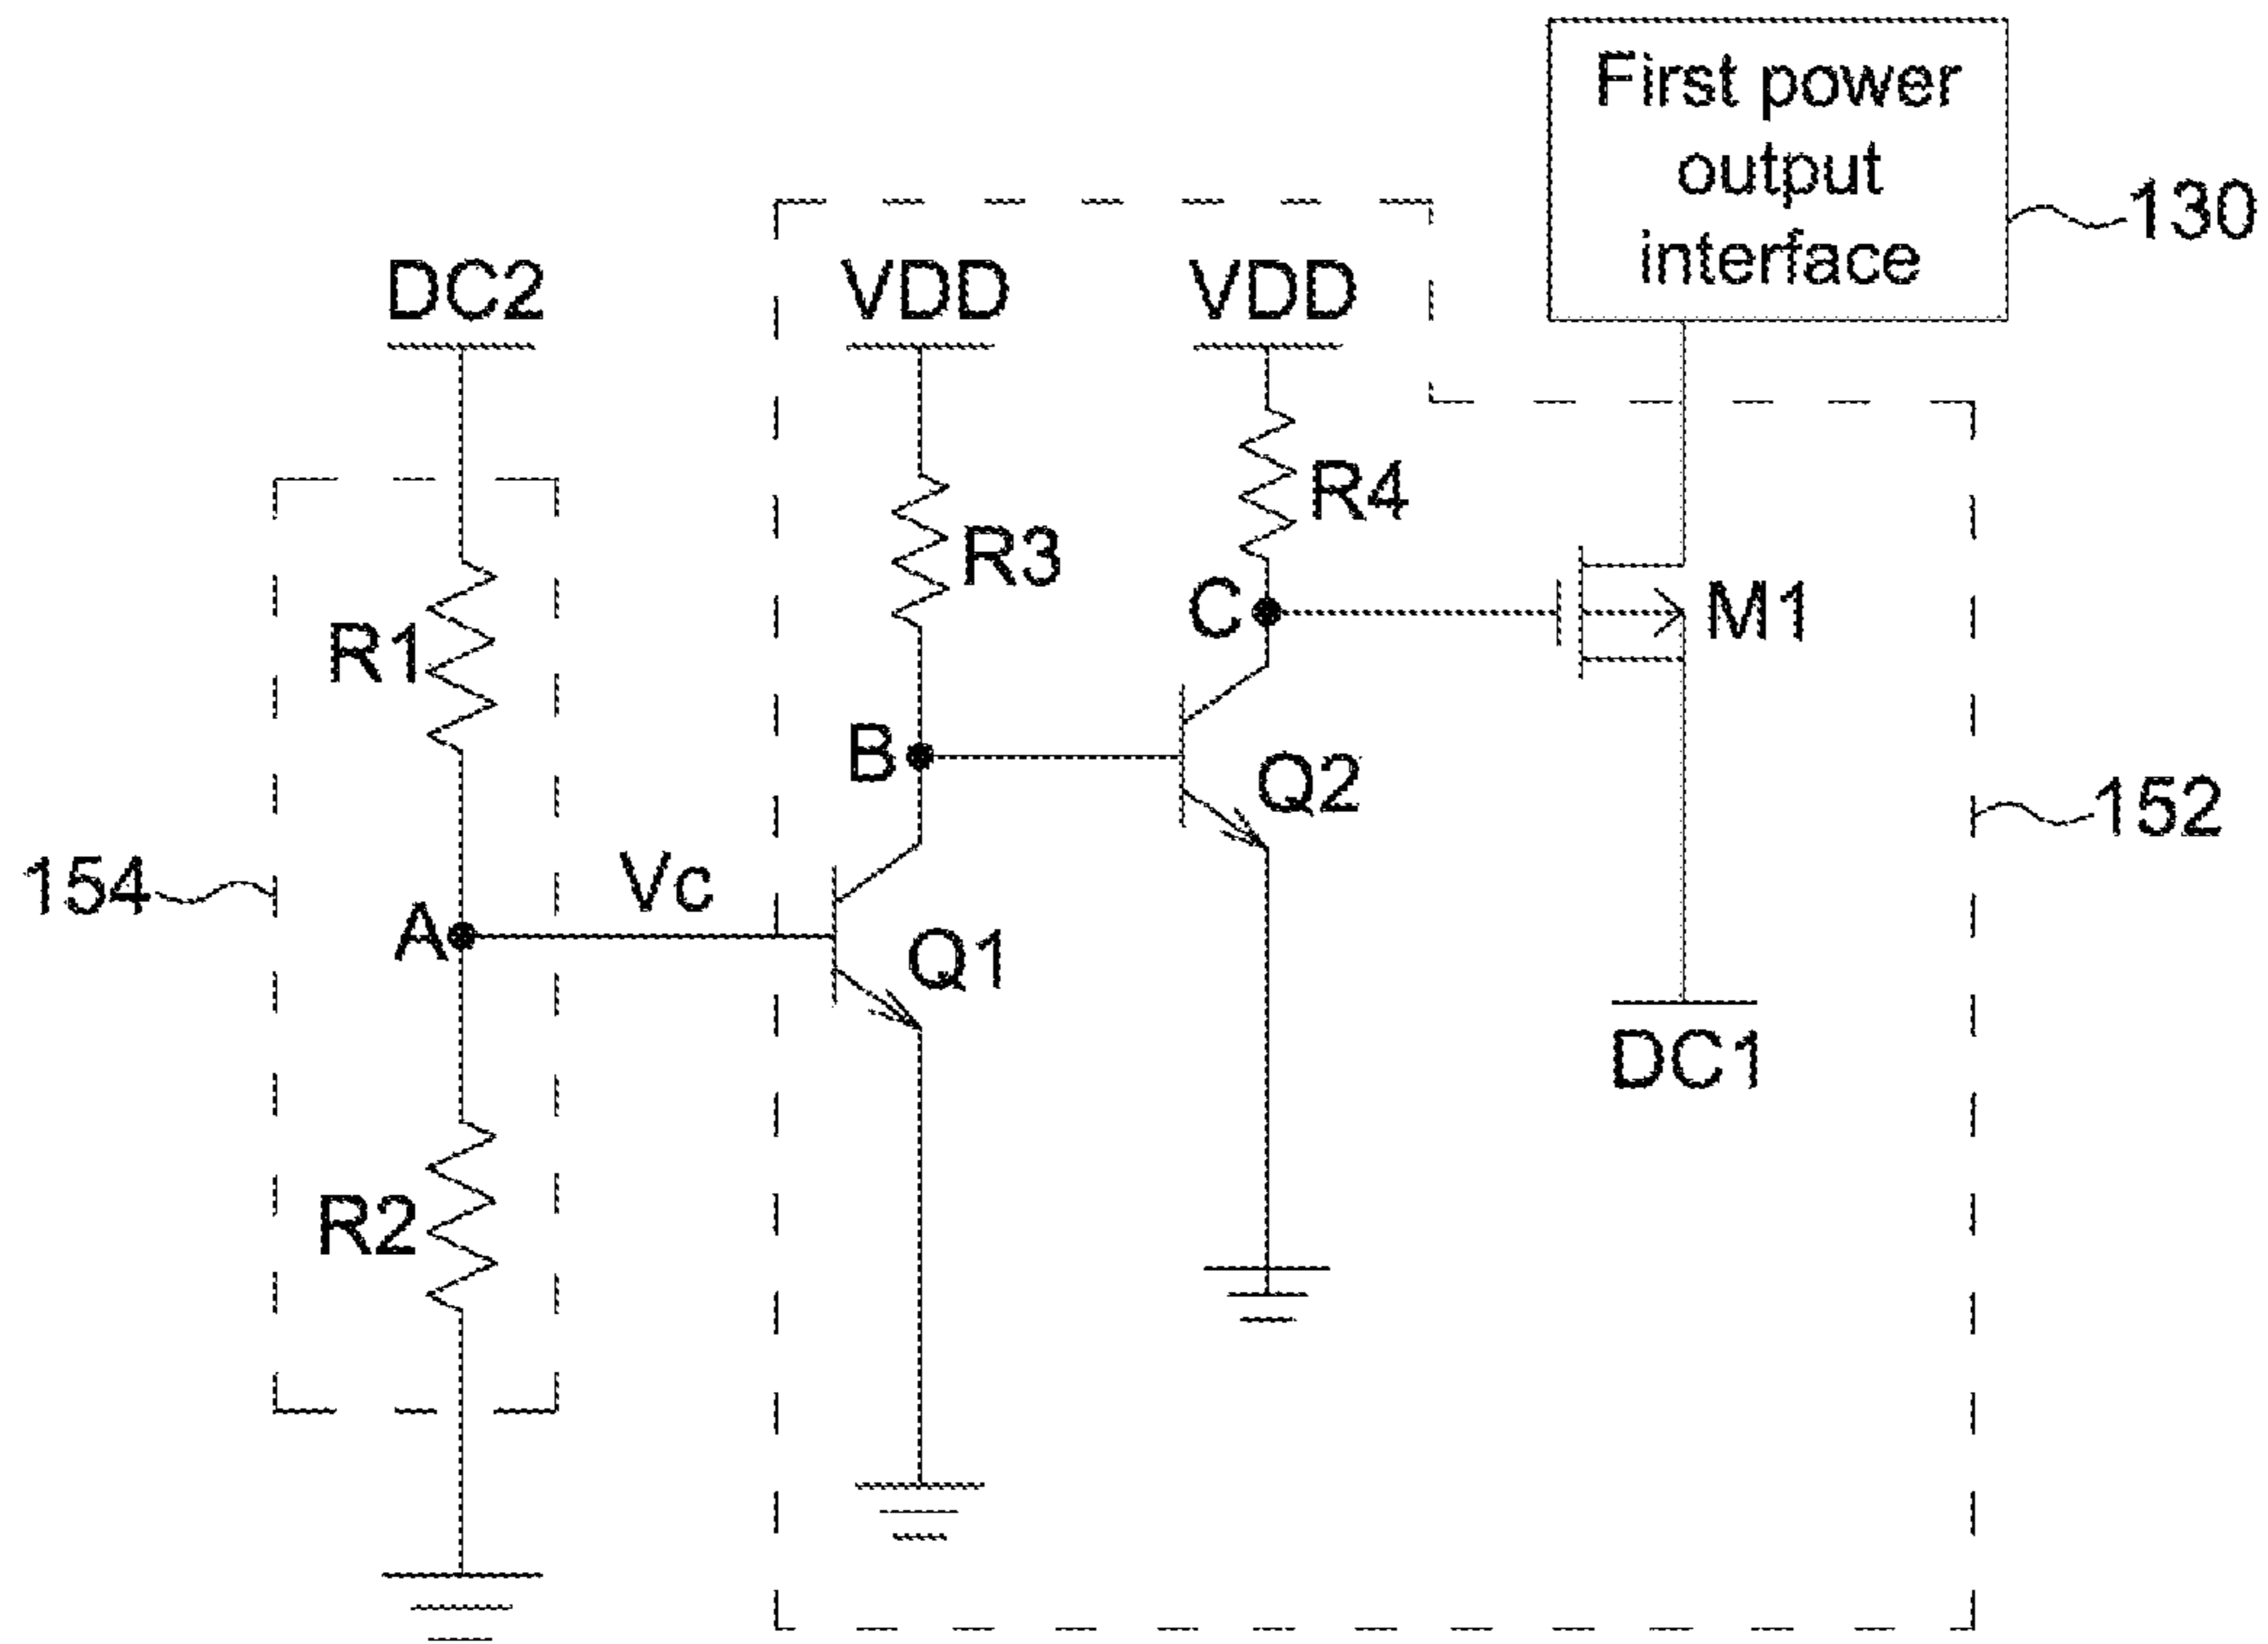 First power
output
interface
130
DC2
VDD
VDD
R4
R3
C
M1
R1
B
Q2
152
154
Vc
A
Q1
DC1
R2